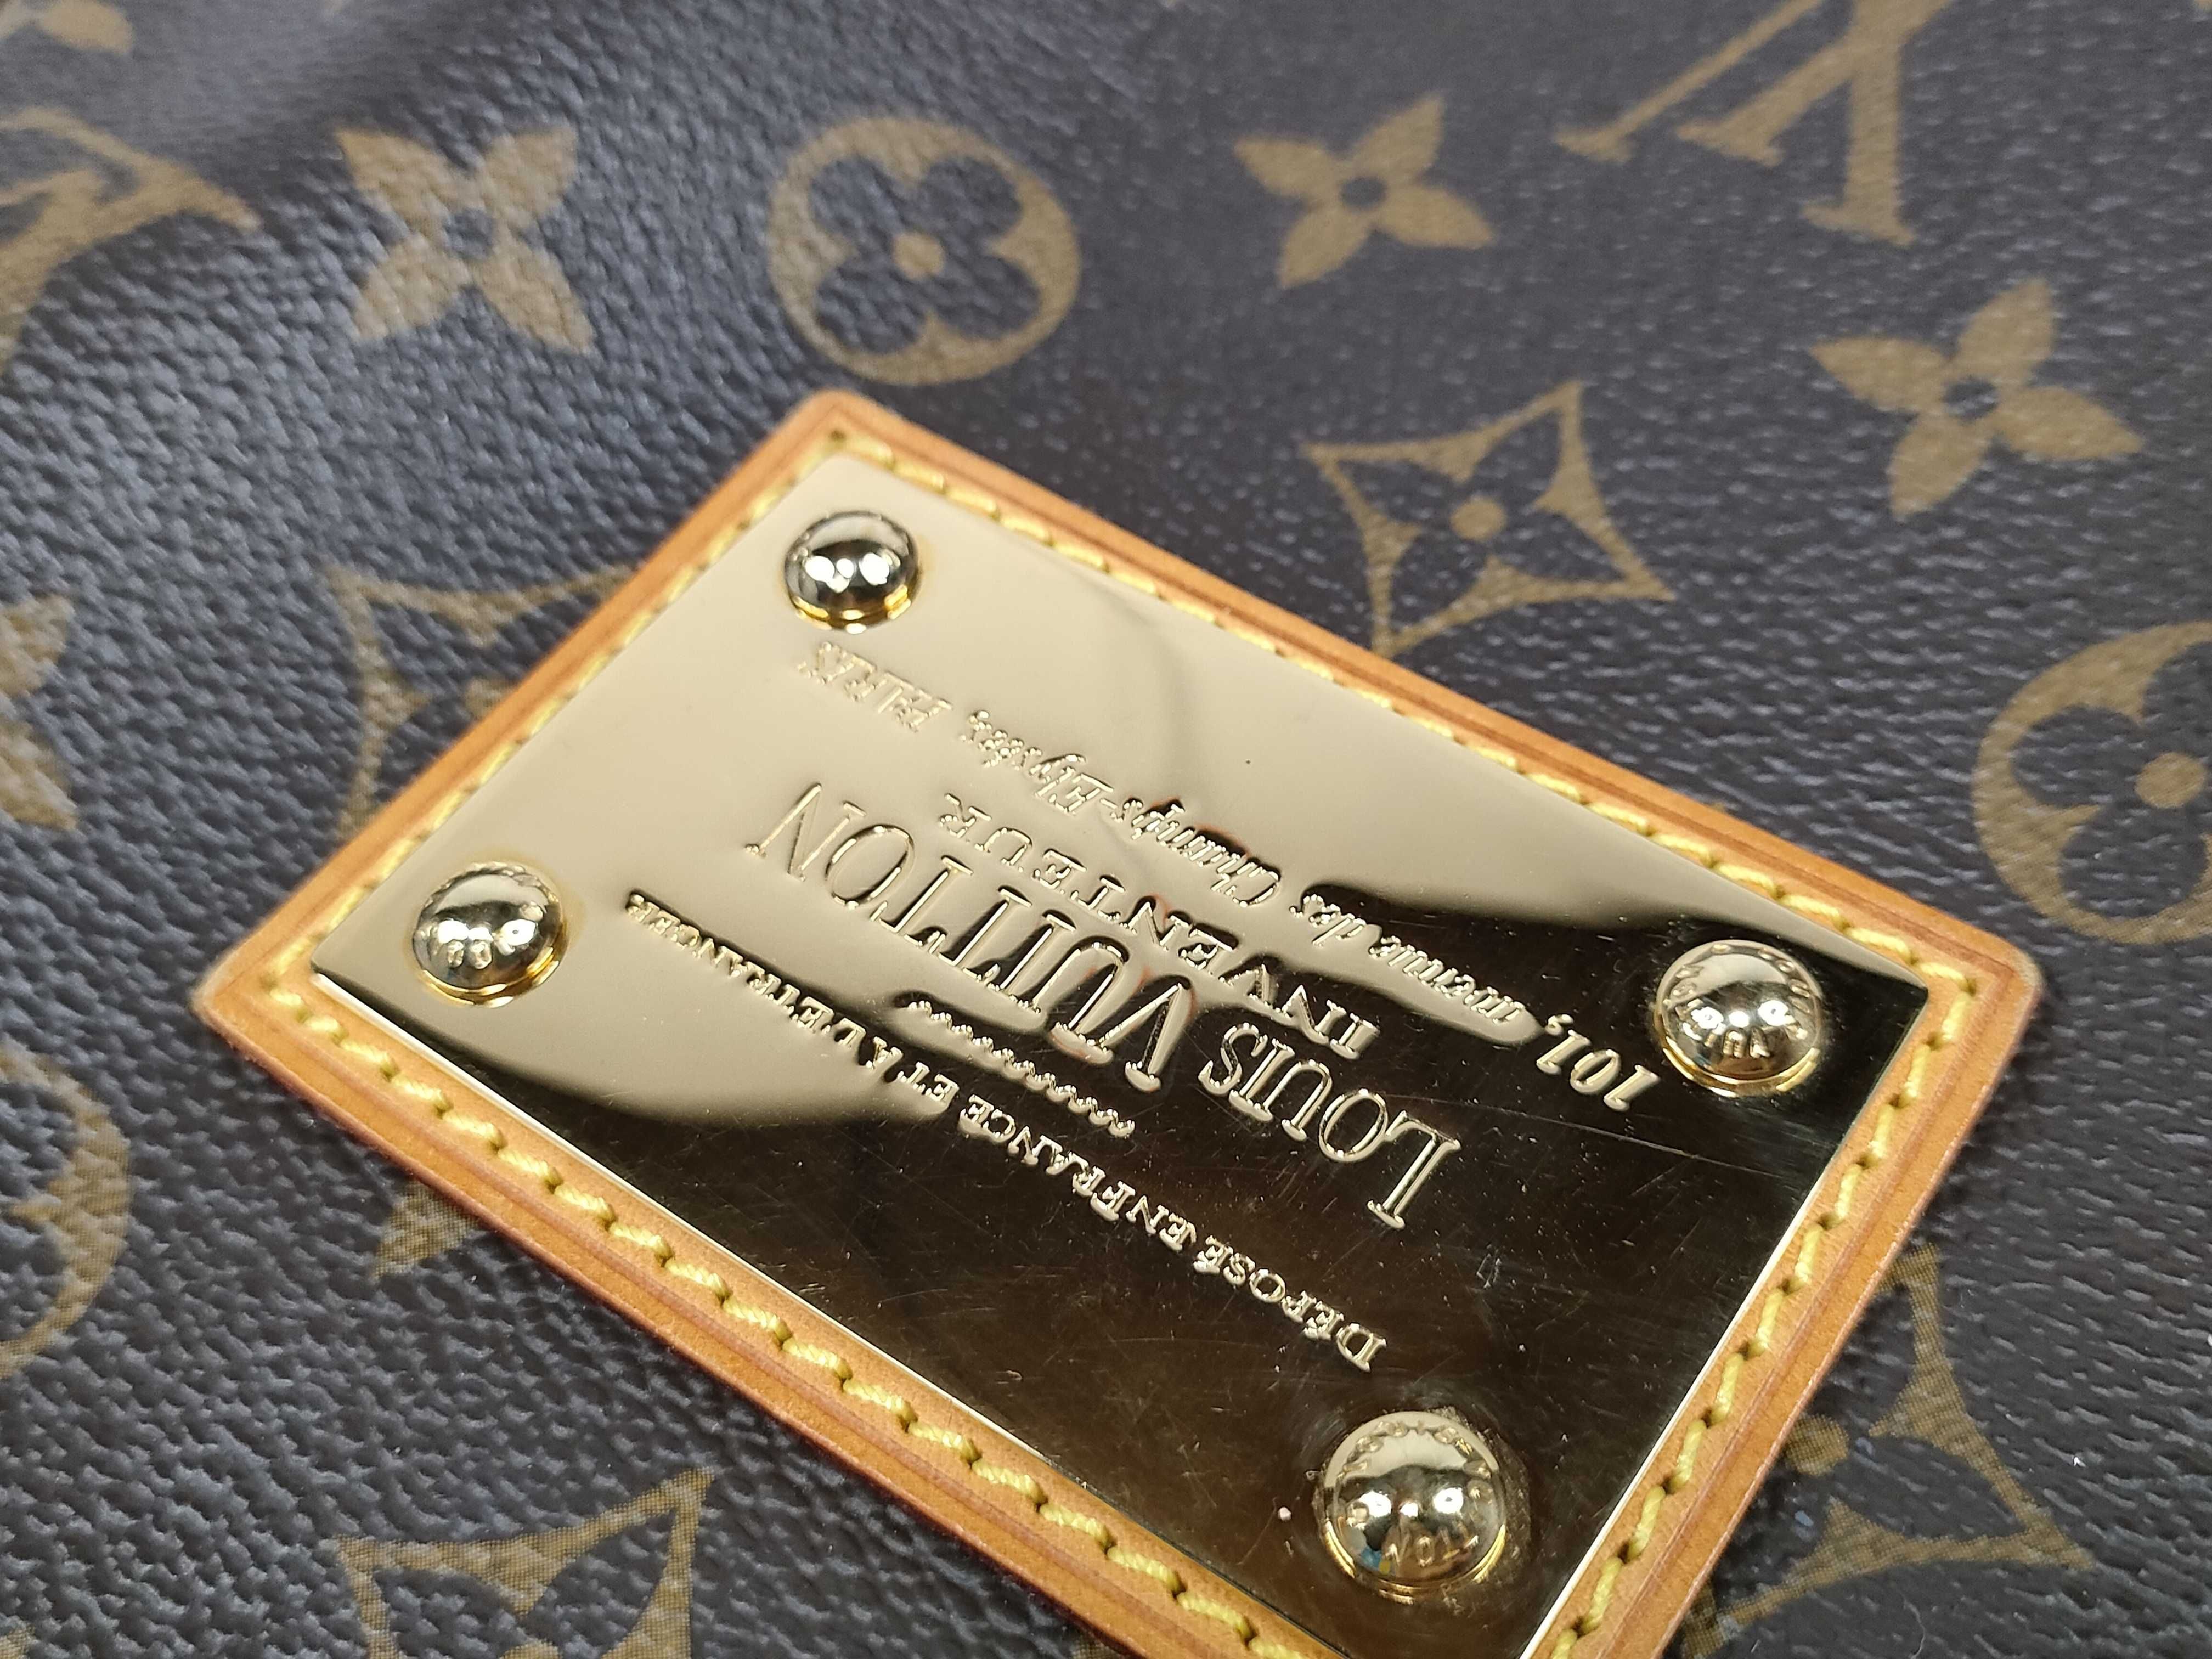 DÉPOSÉ EN FRANCE ET A L'ETRANGER
LOUIS VUITTON
INVENTEUR
101, avenue des Champs-Elysées, PARIS